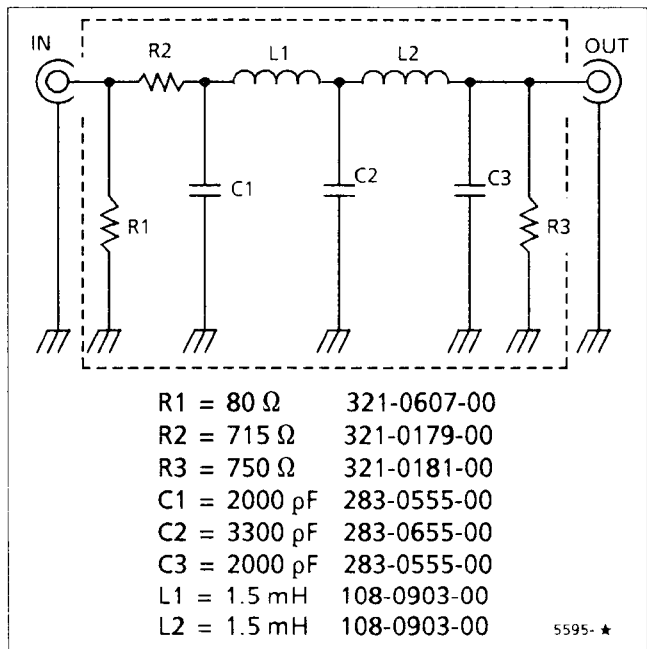 IN
OUT
R2
L1
L2
R1
C1
C2
C3
R3
R1 = 80 Ω 321-0607-00
R2 = 715 Ω 321-0179-00
R3 = 750 Ω 321-0181-00
C1 = 2000 pF 283-0555-00
C2 = 3300 pF 283-0655-00
C3 = 2000 pF 283-0555-00
L1 = 1.5 mH 108-0903-00
L2 = 1.5 mH 108-0903-00
5595-★